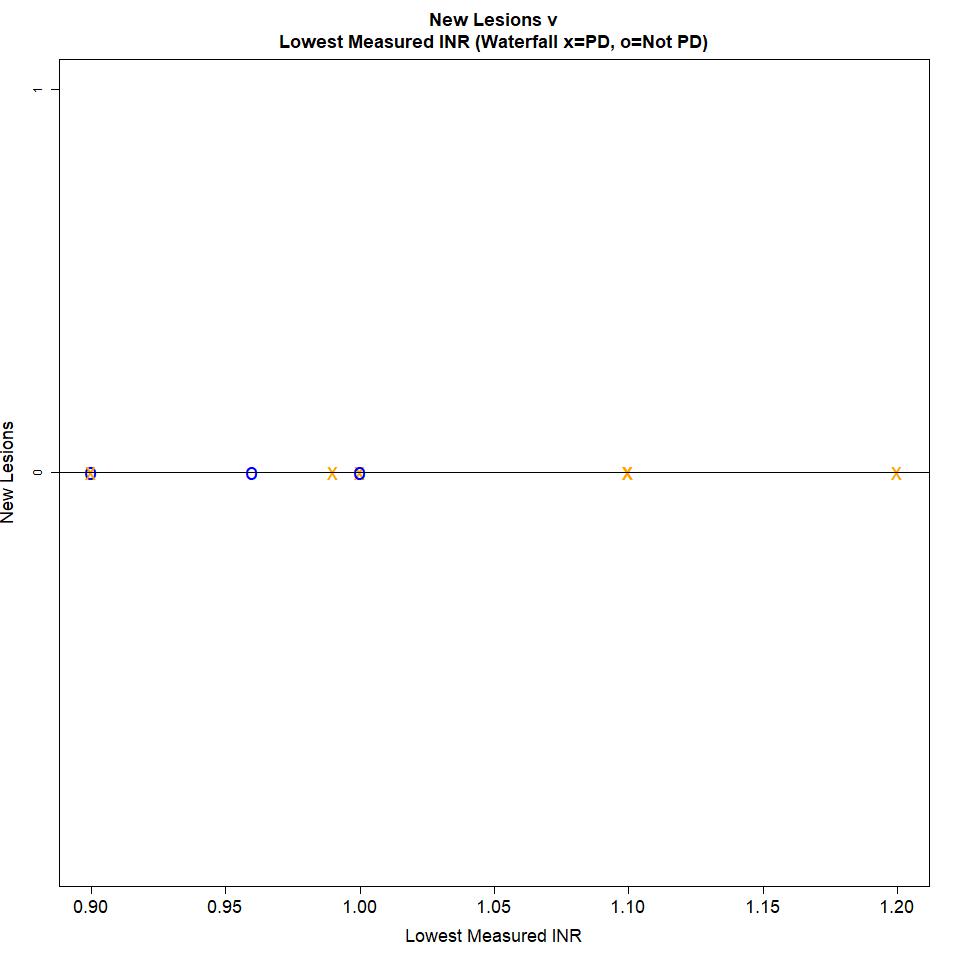 New Lesions v
Lowest Measured INR (Waterfall x=PD, o=Not PD)
1
New Lesions
0
x
o
o
x
x
o
x
x
0.90 0.95 1.00 1.05 1.10 1.15 1.20
Lowest Measured INR